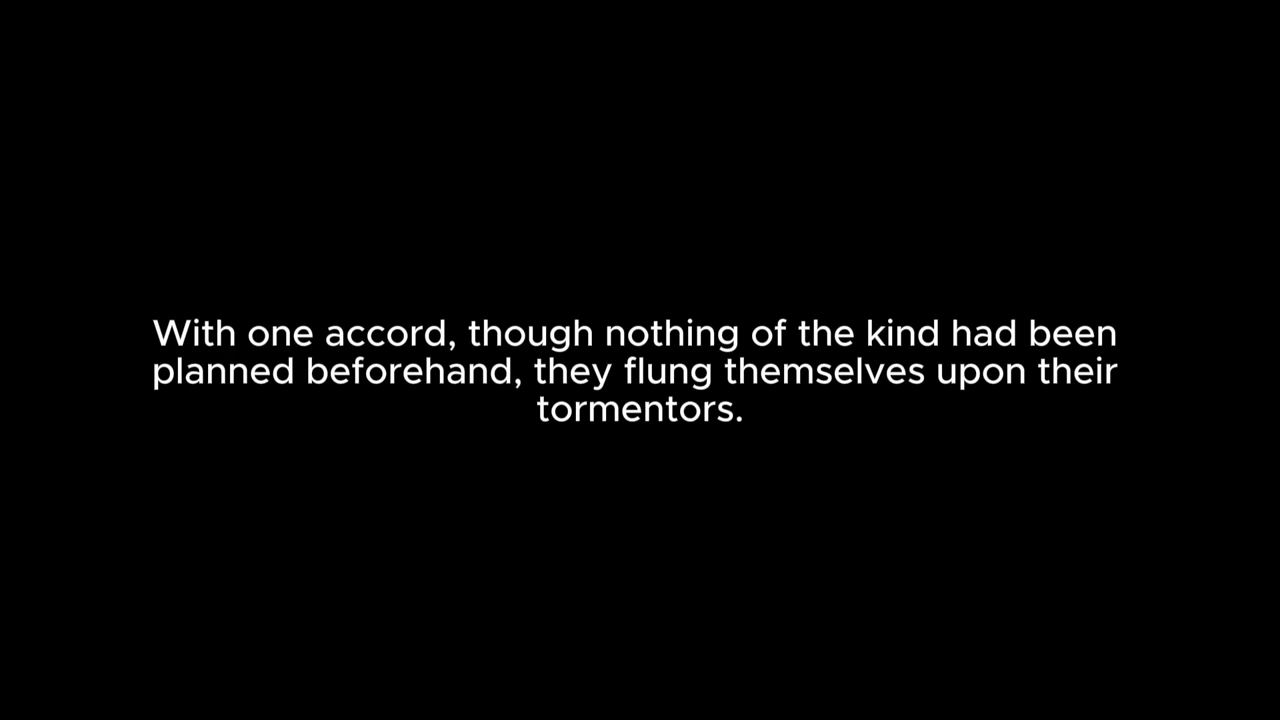 With one accord, though nothing of the kind had been
planned beforehand, they flung themselves upon their
tormentors.